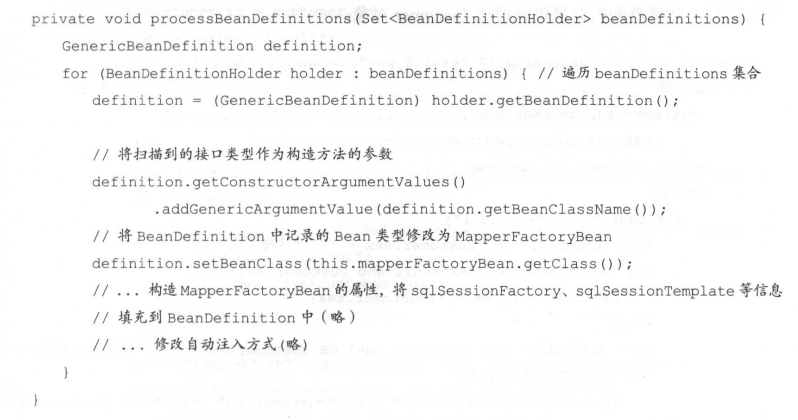 private void processBeanDefinitions(Set<BeanDefinitionHolder> beanDefinitions) {
GenericBeanDefinition definition;
for (BeanDefinitionHolder holder : beanDefinitions) { // 遍历 beanDefinitions 集合
definition = (GenericBeanDefinition) holder.getBeanDefinition();
// 将扫描到的接口类型作为构造方法的参数
definition.getConstructorArgumentValues()
.addGenericArgumentValue(definition.getBeanClassName());
// 将 BeanDefinition 中记录的 Bean 类型修改为 MapperFactoryBean
definition.setBeanClass(this.mapperFactoryBean.getClass());
// ... 构造 MapperFactoryBean 的属性，将 sqlSessionFactory、sqlSessionTemplate 等信息
// 填充到 BeanDefinition 中（略）
// ... 修改自动注入方式(略)
}
}